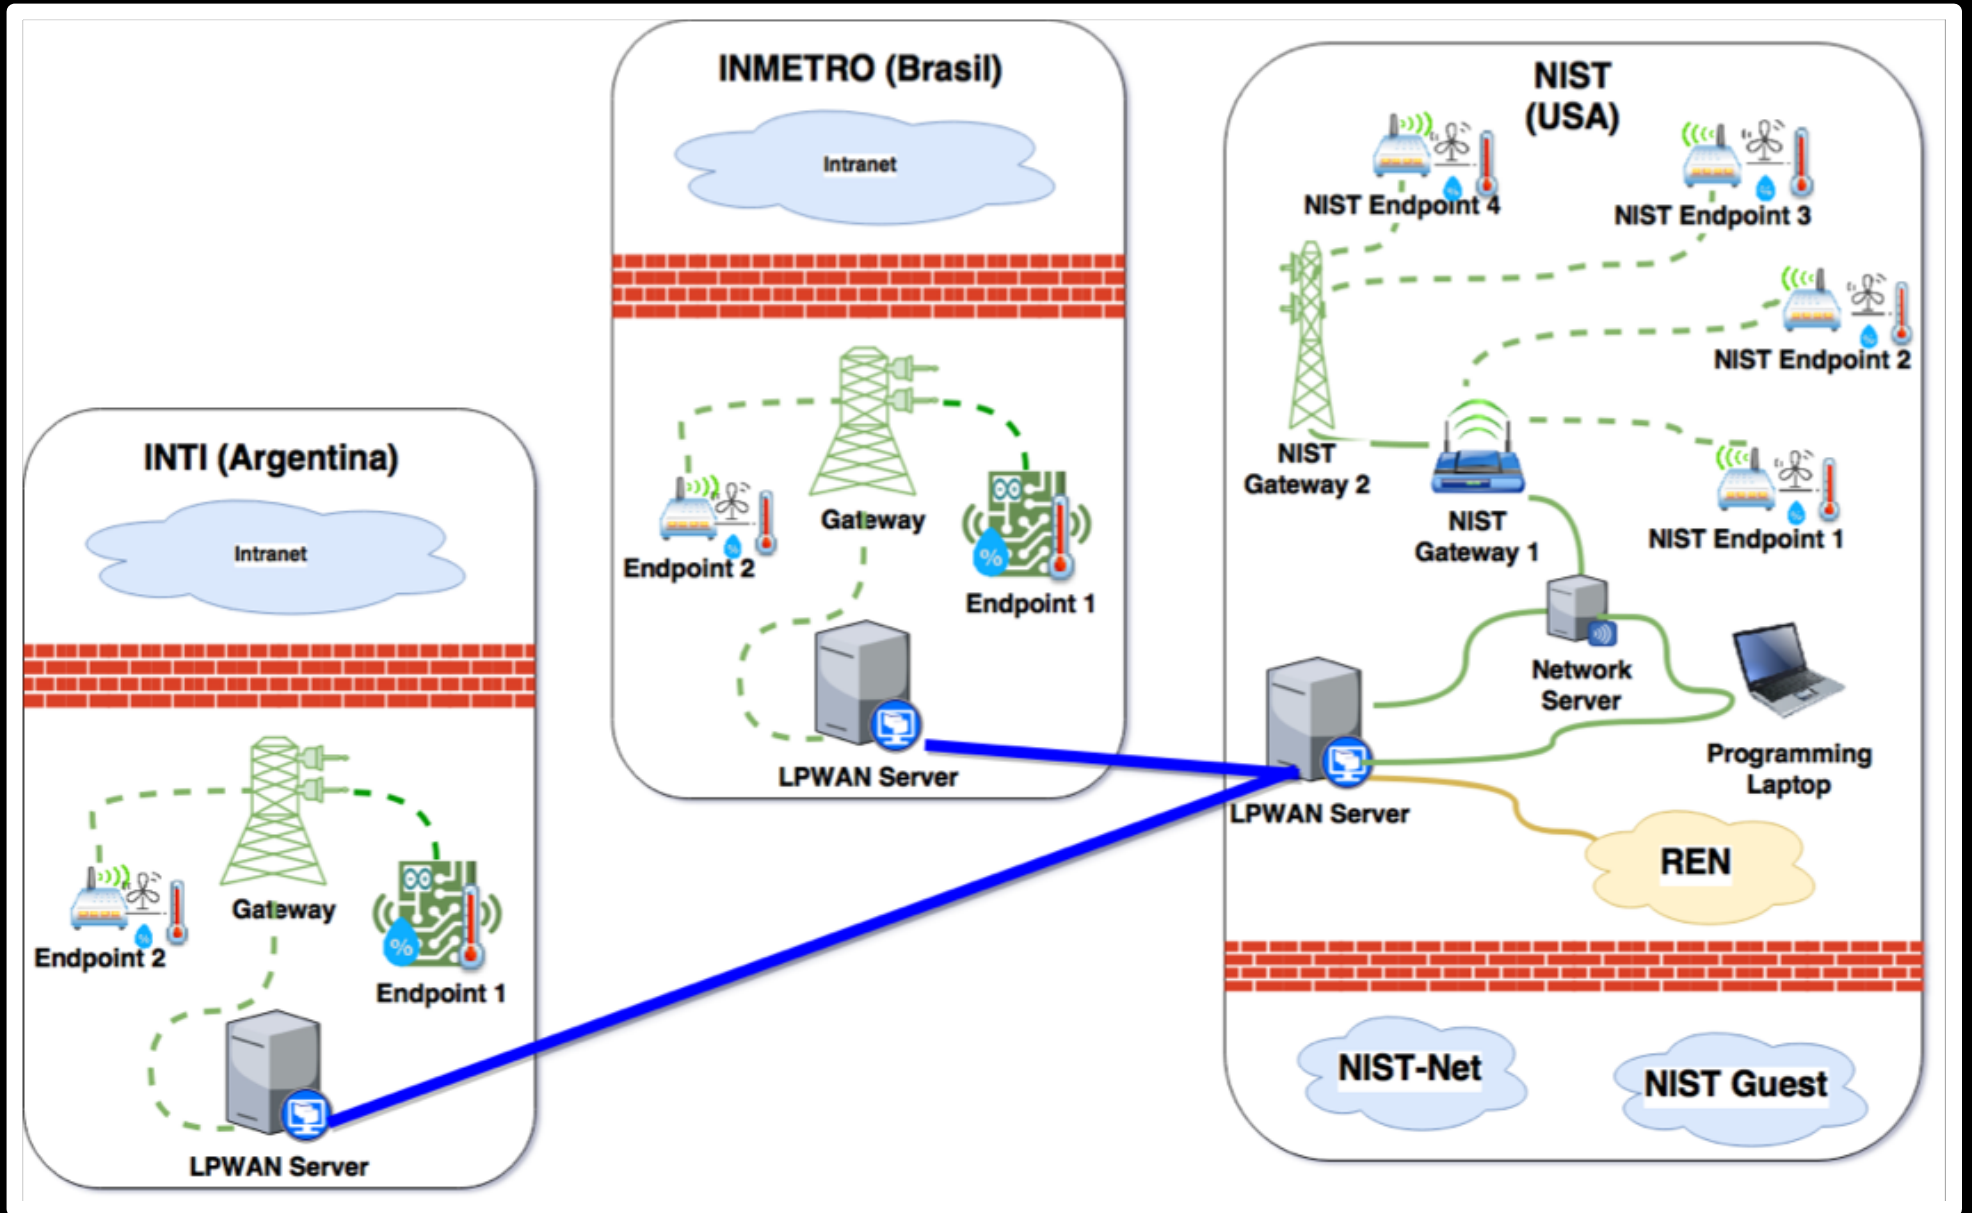 INMETRO (Brasil)
Intranet
Gateway
Endpoint 2
%
%
Endpoint 1
LPWAN Server
INTI (Argentina)
Intranet
Gateway
Endpoint 2
%
%
Endpoint 1
LPWAN Server
NIST
(USA)
%
NIST Endpoint 4
%
NIST Endpoint 3
%
NIST Endpoint 2
%
NIST Endpoint 1
NIST
Gateway 2
NIST
Gateway 1
Network
Server
Programming
Laptop
LPWAN Server
REN
NIST-Net
NIST Guest